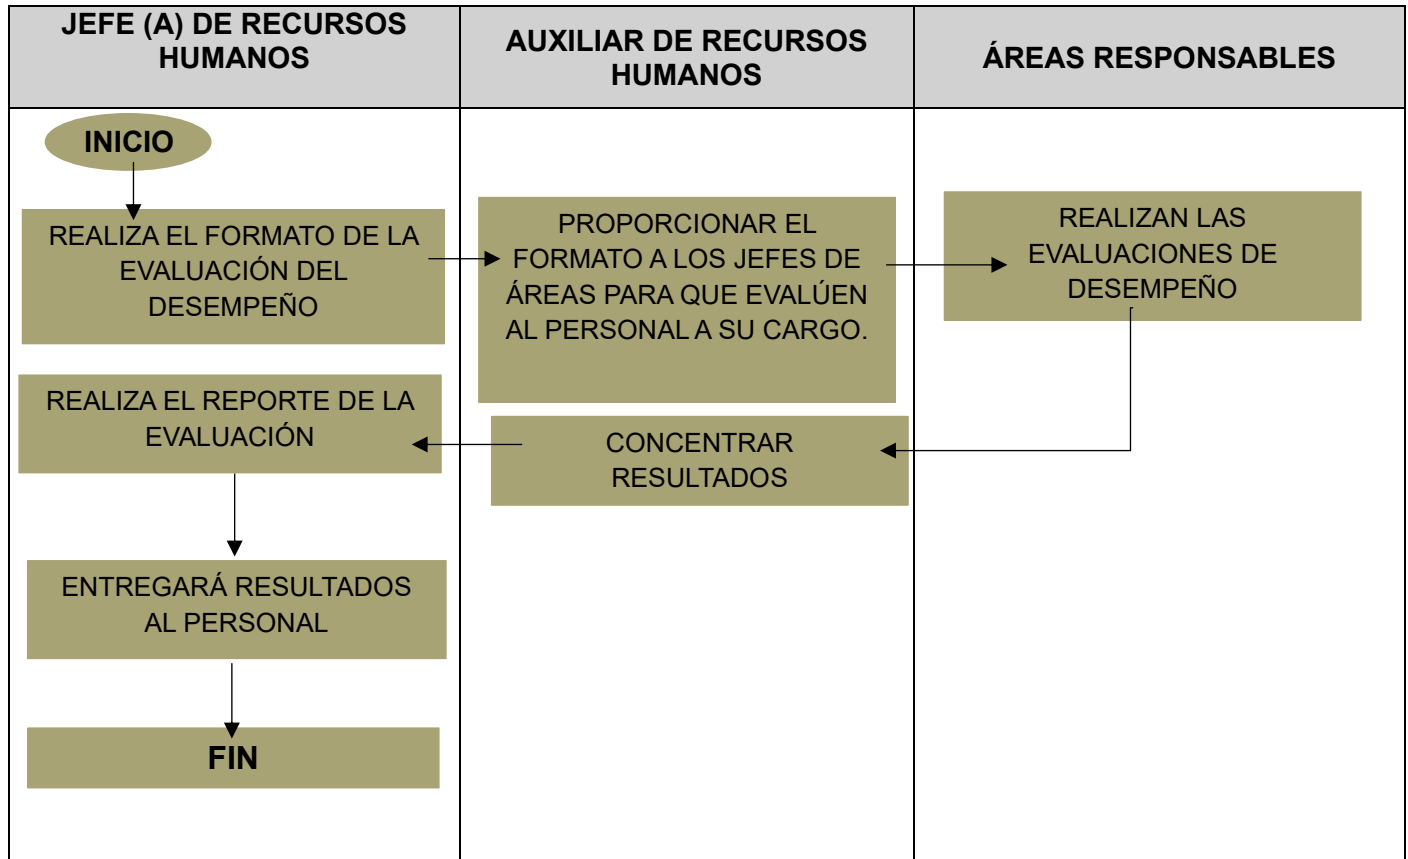 JEFE (A) DE RECURSOS
HUMANOS
AUXILIAR DE RECURSOS
HUMANOS
ÁREAS RESPONSABLES
INICIO
REALIZA EL FORMATO DE LA
EVALUACIÓN DEL
DESEMPEÑO
PROPORCIONAR EL
FORMATO A LOS JEFES DE
ÁREAS PARA QUE EVALÚEN
AL PERSONAL A SU CARGO.
REALIZAN LAS
EVALUACIONES DE
DESEMPEÑO
CONCENTRAR
RESULTADOS
REALIZA EL REPORTE DE LA
EVALUACIÓN
ENTREGARÁ RESULTADOS
AL PERSONAL
FIN